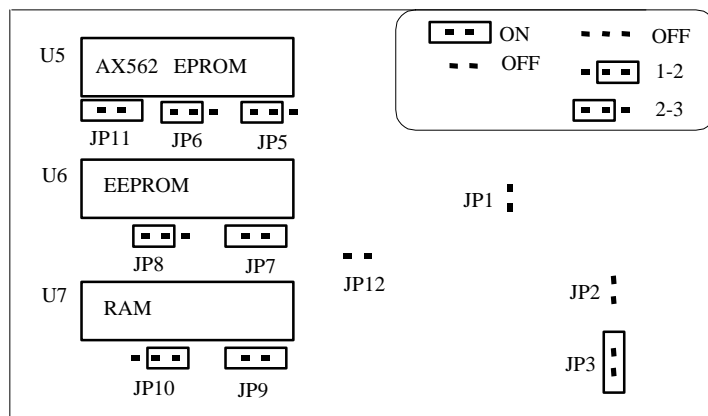 ON OFF
OFF
1-2
2-3
U5
AX562 EPROM
JP11 JP6 JP5
U6
EEPROM
JP8 JP7
JP1
JP12
U7
RAM
JP10 JP9
JP2
JP3